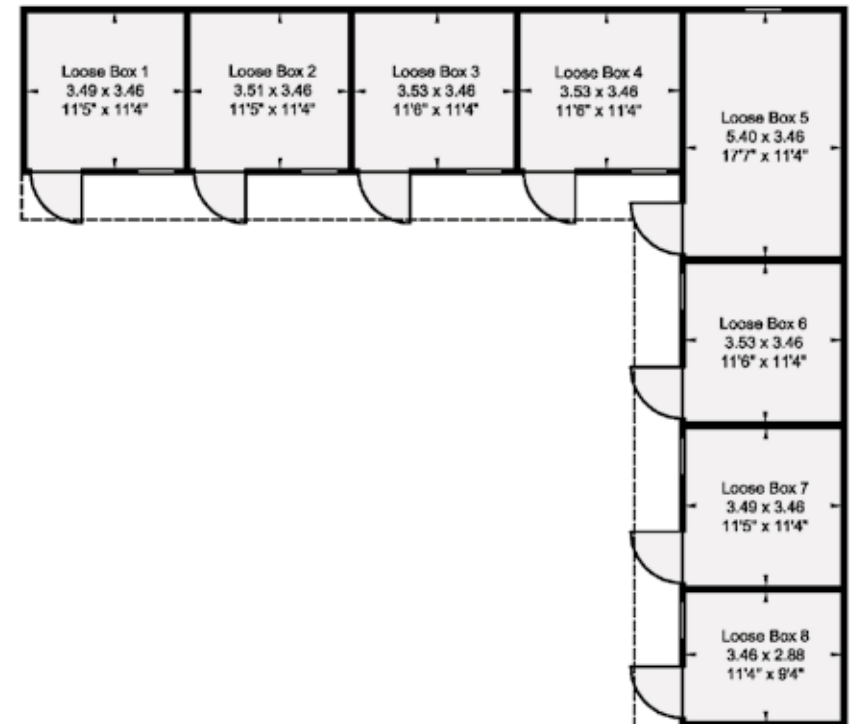 Loose Box 1
3.49 x 3.46
11'5" x 11'4"
Loose Box 2
3.51 x 3.46
11'5" x 11'4"
Loose Box 3
3.53 x 3.46
11'6" x 11'4"
Loose Box 4
3.53 x 3.46
11'6" x 11'4"
Loose Box 5
5.40 x 3.46
17'7" x 11'4"
Loose Box 6
3.53 x 3.46
11'6" x 11'4"
Loose Box 7
3.49 x 3.46
11'5" x 11'4"
Loose Box 8
3.46 x 2.88
11'4" x 9'4"